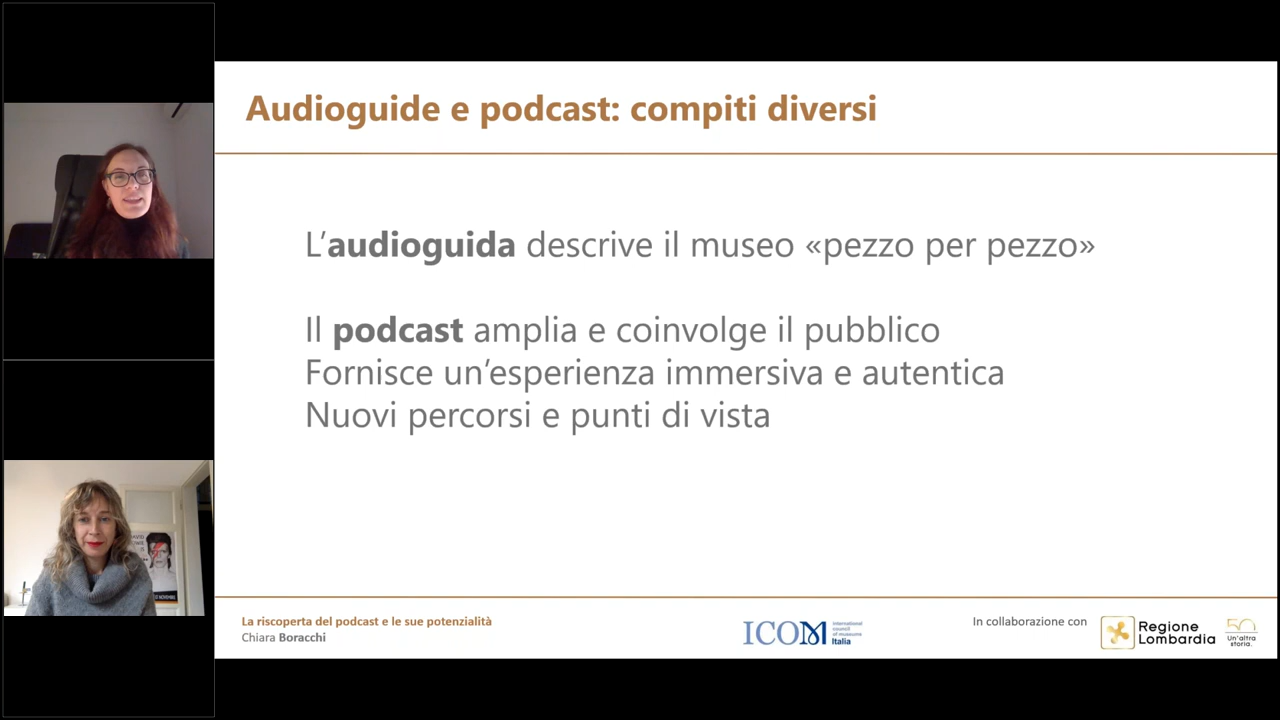 Audioguide e podcast: compiti diversi
L'audioguida descrive il museo «pezzo per pezzo»
Il podcast amplia e coinvolge il pubblico
Fornisce un'esperienza immersiva e autentica
Nuovi percorsi e punti di vista
La riscoperta del podcast e le sue potenzialità
Chiara Boracchi
ICOM
international
council
of museums
Italia
In collaborazione con
Regione
Lombardia
50
Un'altra
storia.